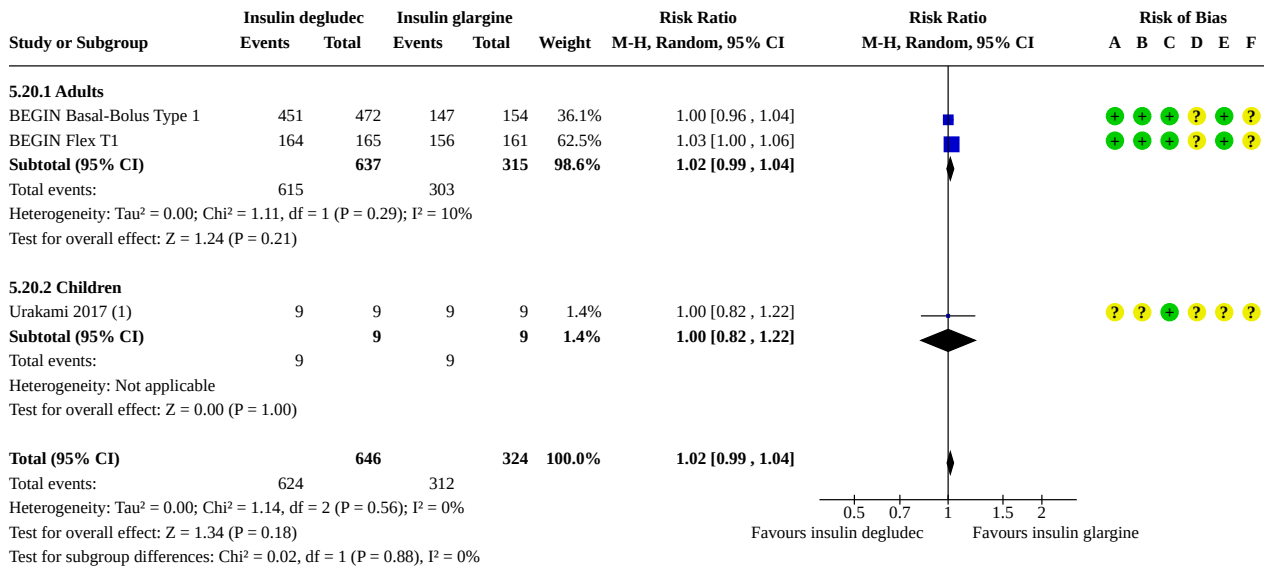 Insulin degludec Insulin glargine Risk Ratio Risk Ratio Risk of Bias
Study or Subgroup Events Total Events Total Weight M-H, Random, 95% CI M-H, Random, 95% CI A B C D E F
5.20.1 Adults
BEGIN Basal-Bolus Type 1 451 472 147 154 36.1% 1.00 [0.96 , 1.04] + + + ? + ?
BEGIN Flex T1 164 165 156 161 62.5% 1.03 [1.00 , 1.06] + + + ? + ?
Subtotal (95% CI) 637 315 98.6% 1.02 [0.99 , 1.04]
Total events: 615 303
Heterogeneity: Tau² = 0.00; Chi² = 1.11, df = 1 (P = 0.29); I² = 10%
Test for overall effect: Z = 1.24 (P = 0.21)
5.20.2 Children
Urakami 2017 (1) 9 9 9 9 1.4% 1.00 [0.82 , 1.22] ? ? + ? ? ?
Subtotal (95% CI) 9 9 1.4% 1.00 [0.82 , 1.22]
Total events: 9 9
Heterogeneity: Not applicable
Test for overall effect: Z = 0.00 (P = 1.00)
Total (95% CI) 646 324 100.0% 1.02 [0.99 , 1.04]
Total events: 624 312
Heterogeneity: Tau² = 0.00; Chi² = 1.14, df = 2 (P = 0.56); I² = 0%
0.5 0.7 1 1.5 2
Test for overall effect: Z = 1.34 (P = 0.18) Favours insulin degludec Favours insulin glargine
Test for subgroup differences: Chi² = 0.02, df = 1 (P = 0.88), I² = 0%